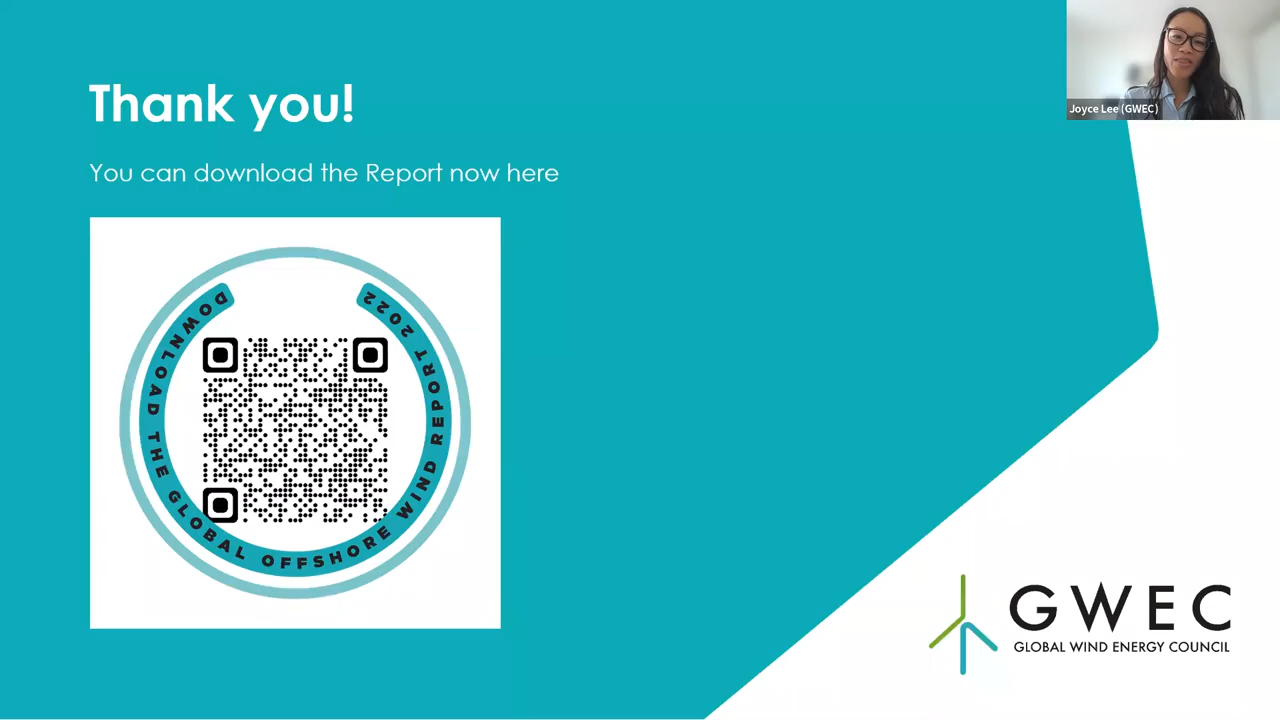 Thank you!
You can download the Report now here
DOWNLOAD THE GLOBAL OFFSHORE WIND REPORT 2022
Joyce Lee (GWEC)
GWEC
GLOBAL WIND ENERGY COUNCIL